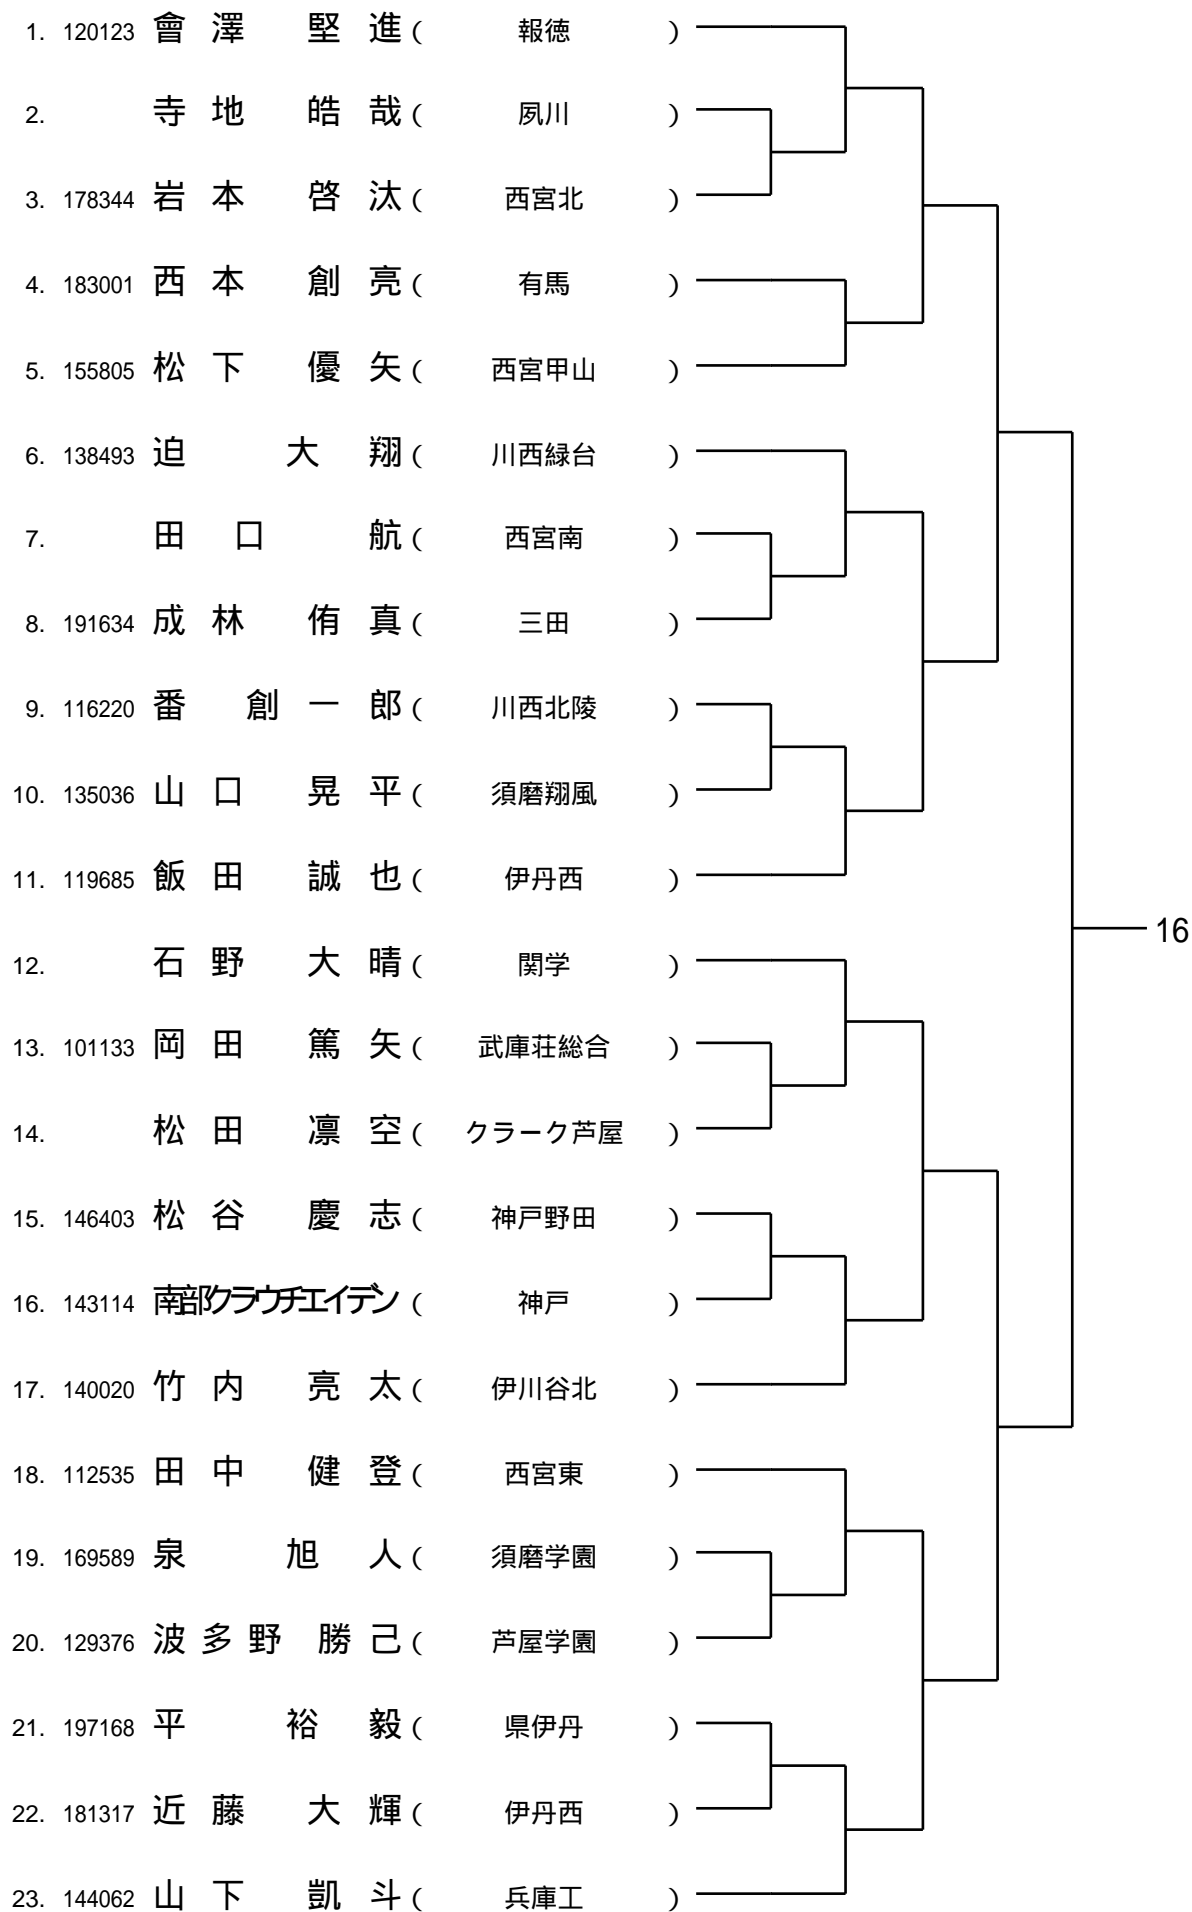 1. 120123 會澤 堅進 ( 報徳 )
2. 寺地 皓哉 ( 夙川 )
3. 178344 岩本 啓汰 ( 西宮北 )
4. 183001 西本 創亮 ( 有馬 )
5. 155805 松下 優矢 ( 西宮甲山 )
6. 138493 迫 大翔 ( 川西緑台 )
7. 田口 航 ( 西宮南 )
8. 191634 成林 侑真 ( 三田 )
9. 116220 番 創一郎 ( 川西北陵 )
10. 135036 山口 晃平 ( 須磨翔風 )
11. 119685 飯田 誠也 ( 伊丹西 )
16
12. 石野 大晴 ( 関学 )
13. 101133 岡田 篤矢 ( 武庫荘総合 )
14. 松田 凛空 ( クラーク芦屋 )
15. 146403 松谷 慶志 ( 神戸野田 )
16. 143114 南部クラウチエイデン ( 神戸 )
17. 140020 竹内 亮太 ( 伊川谷北 )
18. 112535 田中 健登 ( 西宮東 )
19. 169589 泉 旭人 ( 須磨学園 )
20. 129376 波多野 勝己 ( 芦屋学園 )
21. 197168 平 裕毅 ( 県伊丹 )
22. 181317 近藤 大輝 ( 伊丹西 )
23. 144062 山下 凱斗 ( 兵庫工 )